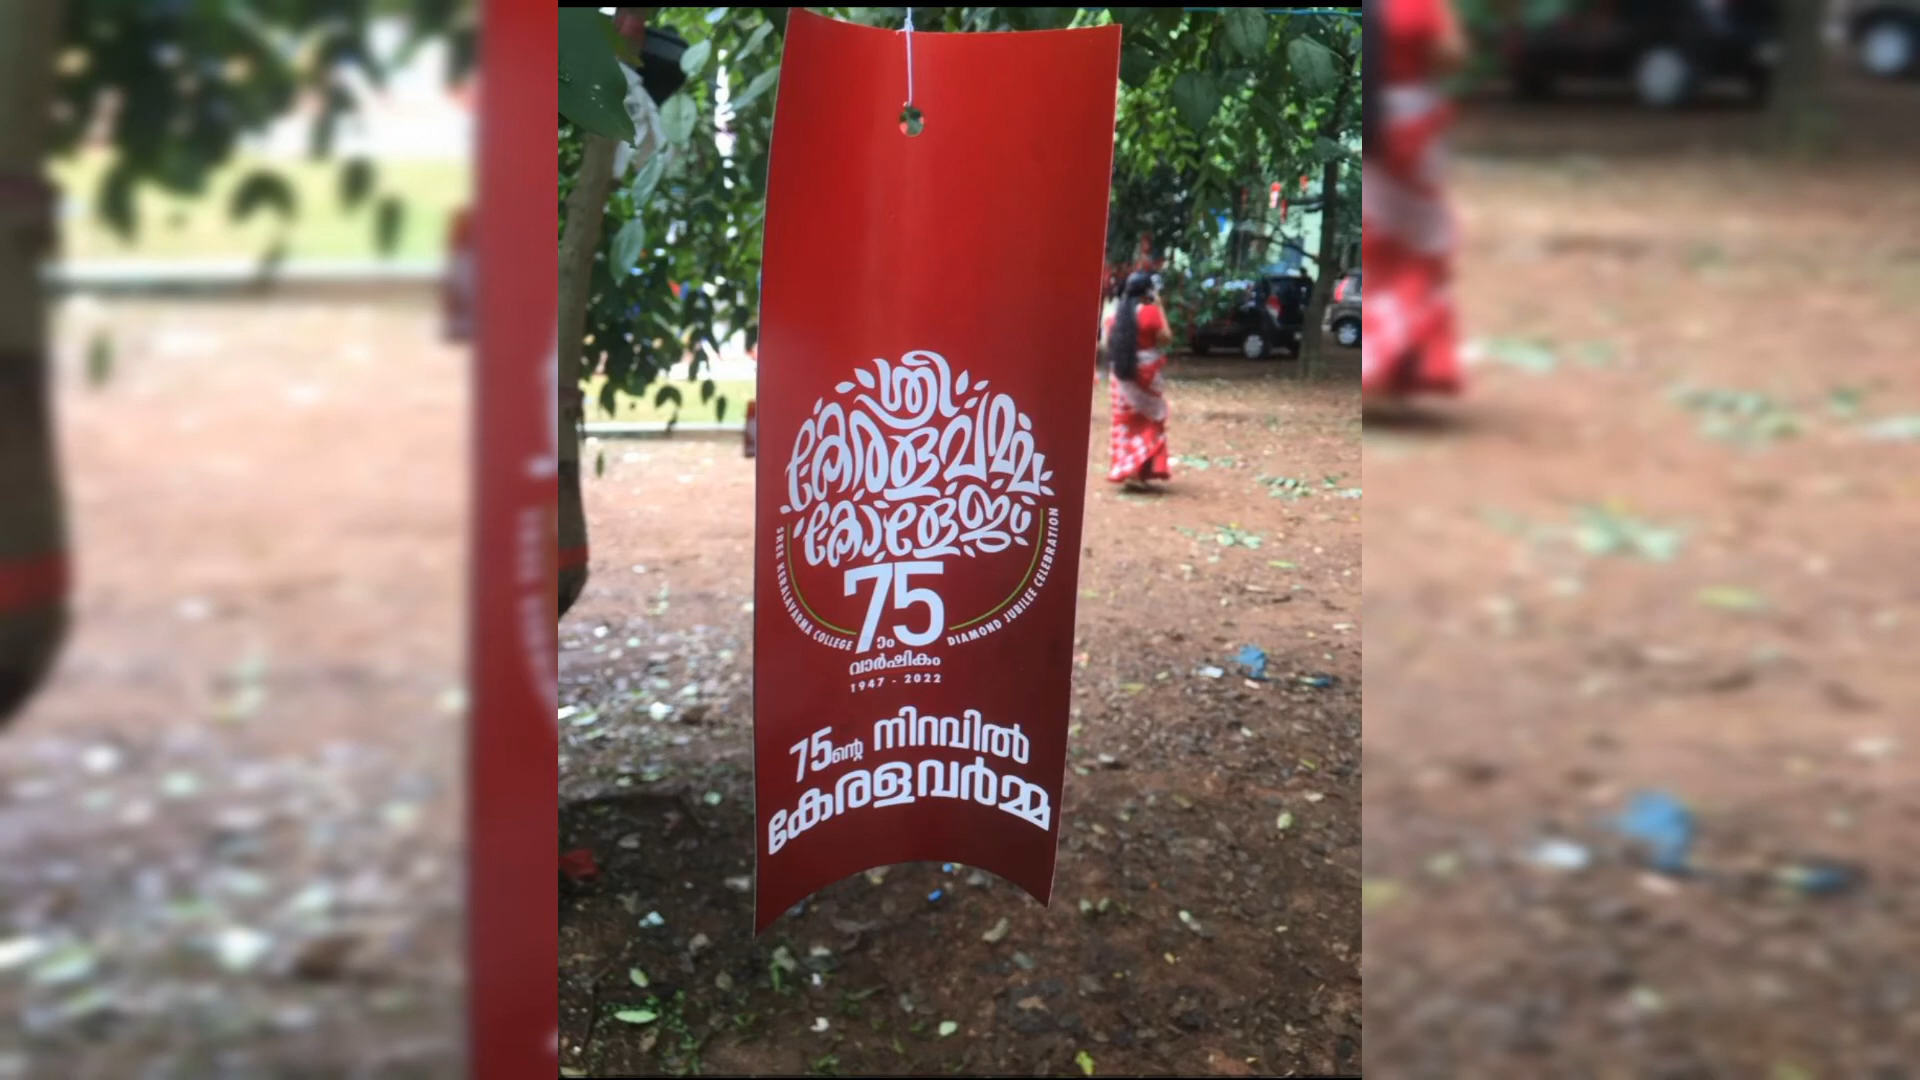 ശ്രീ
കേരളവർമ്മ
കോളേജ്
SREE KERALAVARMA COLLEGE
DIAMOND JUBILEE CELEBRATION
75ാം
വാർഷികം
1947 - 2022
75ന്റെ നിറവിൽ
കേരളവർമ്മ